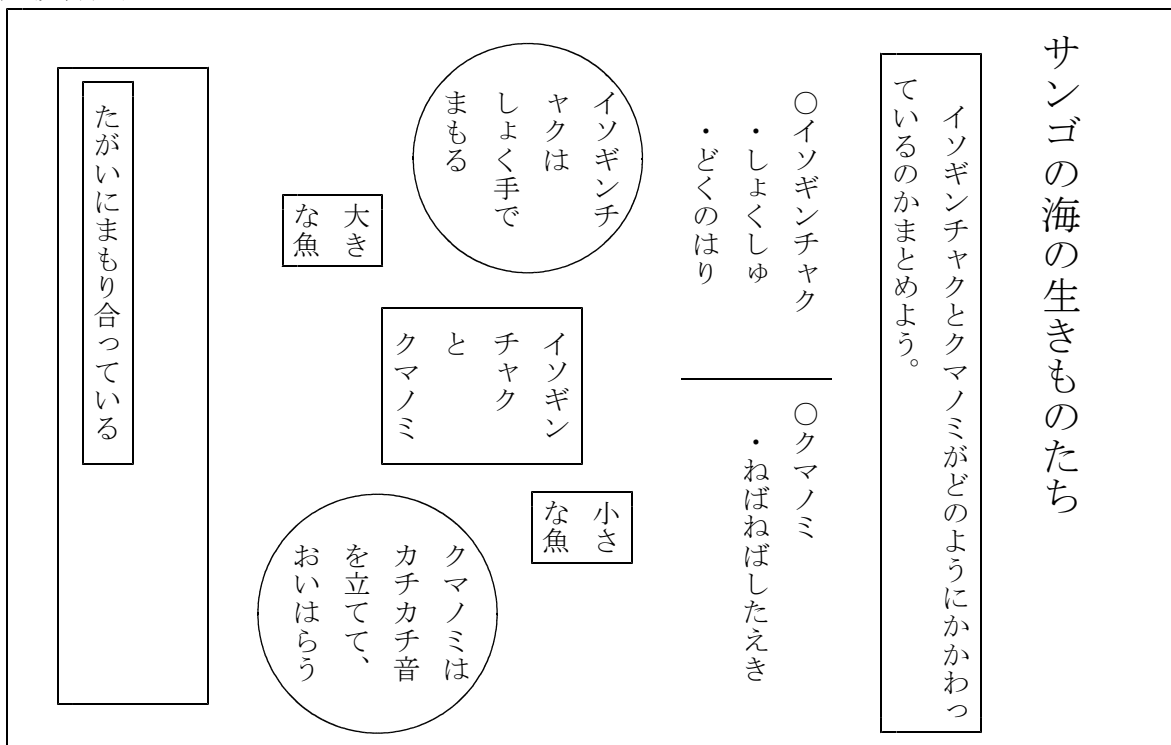 サンゴの海の生きものたち
イソギンチャクとクマノミがどのようにかかわっ
ているのかまとめよう。
○イソギンチャク
・しょくしゅ
・どくのはり
○クマノミ
・ねばねばしたえき
イソギンチ
ャクは
しょく手で
まもる
大き
な魚
イソギン
チャク
と
クマノミ
小さ
な魚
クマノミは
カチカチ音
を立てて、
おいはらう
たがいにまもり合っている